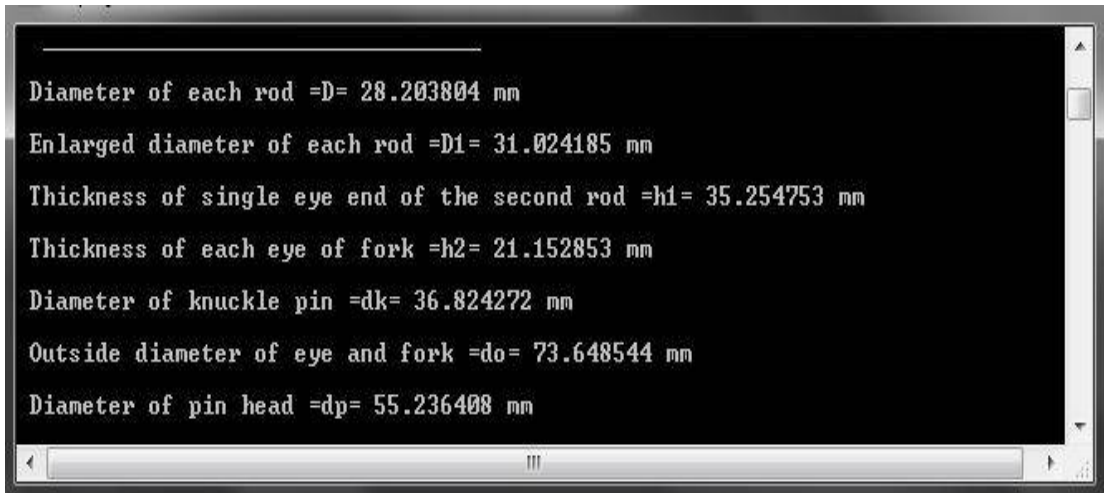 Diameter of each rod =D= 28.203804 mm
Enlarged diameter of each rod =D1= 31.024185 mm
Thickness of single eye end of the second rod =h1= 35.254753 mm
Thickness of each eye of fork =h2= 21.152853 mm
Diameter of knuckle pin =dk= 36.824272 mm
Outside diameter of eye and fork =do= 73.648544 mm
Diameter of pin head =dp= 55.236408 mm